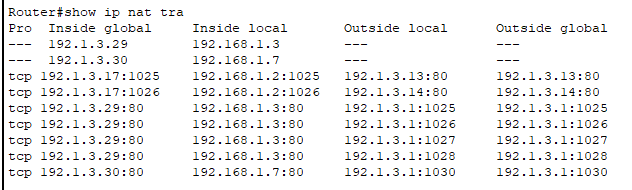 Router#show ip nat tra
Pro  Inside global     Inside local       Outside local      Outside global
---  192.1.3.29        192.168.1.3        ---                ---
---  192.1.3.30        192.168.1.7        ---                ---
tcp 192.1.3.17:1025    192.168.1.2:1025   192.1.3.13:80      192.1.3.13:80
tcp 192.1.3.17:1026    192.168.1.2:1026   192.1.3.14:80      192.1.3.14:80
tcp 192.1.3.29:80      192.168.1.3:80     192.1.3.1:1025     192.1.3.1:1025
tcp 192.1.3.29:80      192.168.1.3:80     192.1.3.1:1026     192.1.3.1:1026
tcp 192.1.3.29:80      192.168.1.3:80     192.1.3.1:1027     192.1.3.1:1027
tcp 192.1.3.29:80      192.168.1.3:80     192.1.3.1:1028     192.1.3.1:1028
tcp 192.1.3.30:80      192.168.1.7:80     192.1.3.1:1030     192.1.3.1:1030